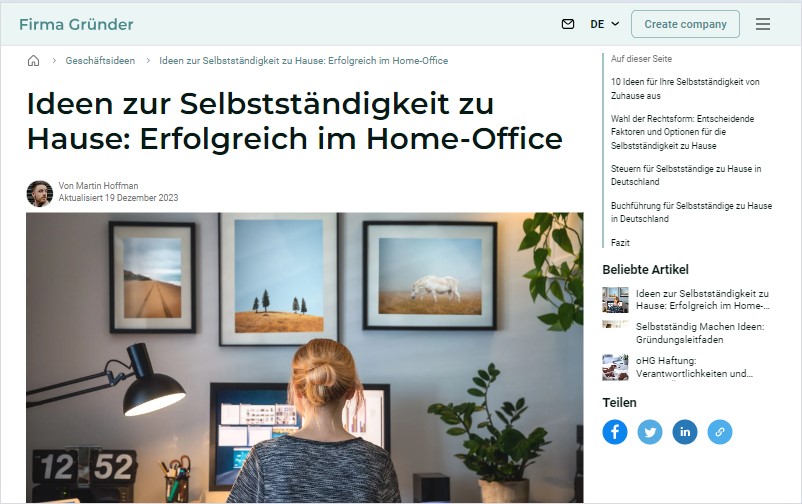 Firma Gründer
DE
Create company
Geschäftsideen
Ideen zur Selbstständigkeit zu Hause: Erfolgreich im Home-Office
Ideen zur Selbstständigkeit zu
Hause: Erfolgreich im Home-Office
Von Martin Hoffman
Aktualisiert 19 Dezember 2023
12 52
Auf dieser Seite
10 Ideen für Ihre Selbstständigkeit von
Zuhause aus
Wahl der Rechtsform: Entscheidende
Faktoren und Optionen für die
Selbstständigkeit zu Hause
Steuern für Selbstständige zu Hause in
Deutschland
Buchführung für Selbstständige zu Hause
in Deutschland
Fazit
Beliebte Artikel
Ideen zur Selbstständigkeit zu
Hause: Erfolgreich im Home-...
Selbstständig Machen Ideen:
Gründungsleitfaden
oHG Haftung:
Verantwortlichkeiten und...
Teilen